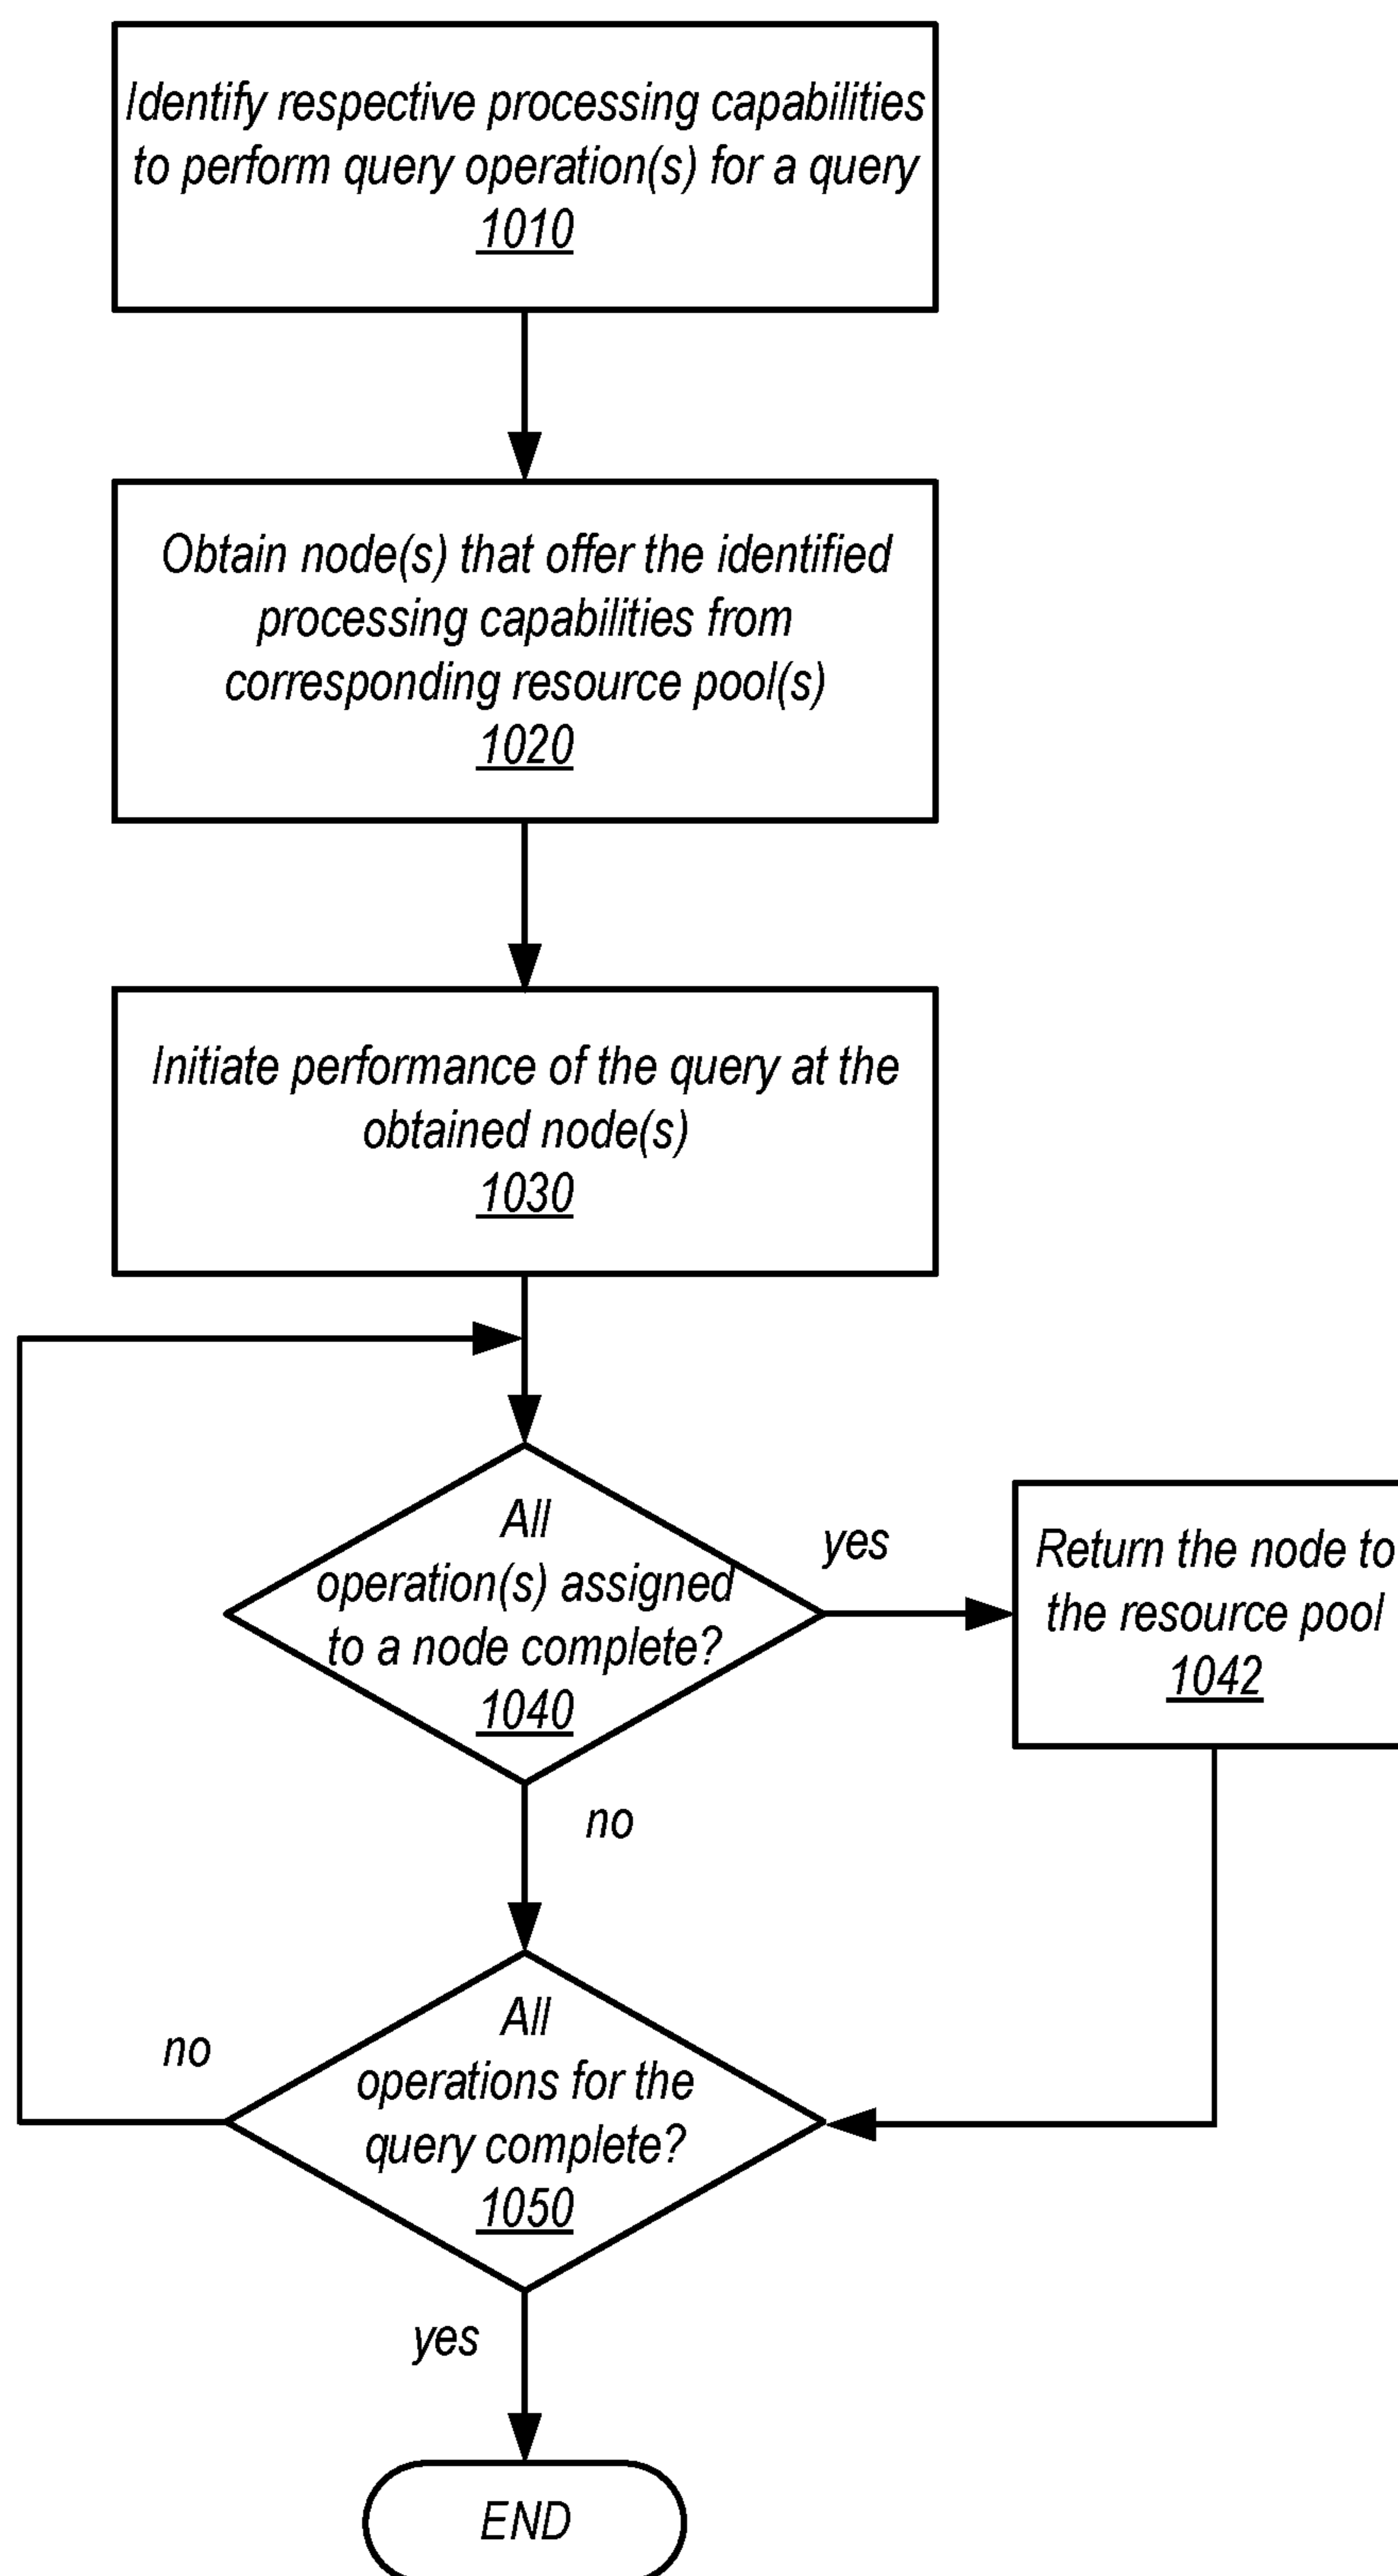 Identify respective processing capabilities
to perform query operation(s) for a query
1010
Obtain node(s) that offer the identified
processing capabilities from
corresponding resource pool(s)
1020
Initiate performance of the query at the
obtained node(s)
1030
All
operation(s) assigned
to a node complete?
1040
yes
Return the node to
the resource pool
1042
no
All
operations for the
query complete?
1050
no
yes
END